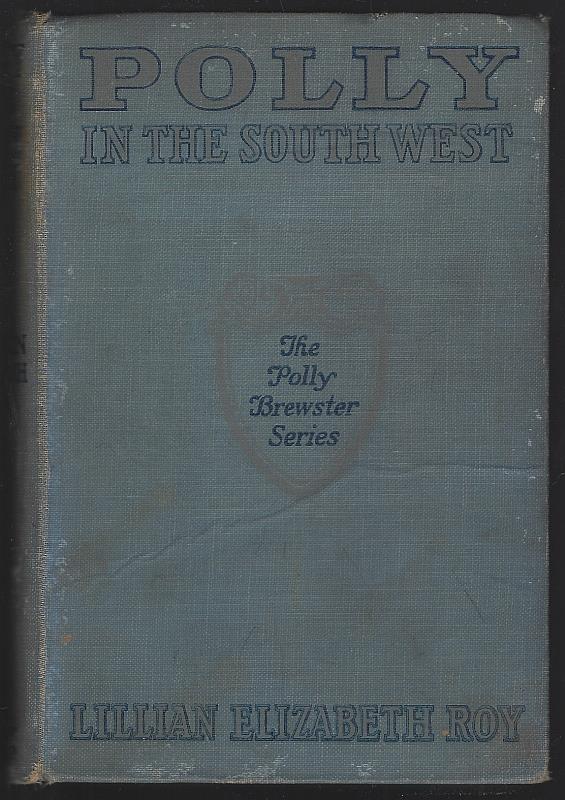 POLLY
IN THE SOUTH WEST
The
Polly
Brewster
Series
LILLIAN ELIZABETH ROY